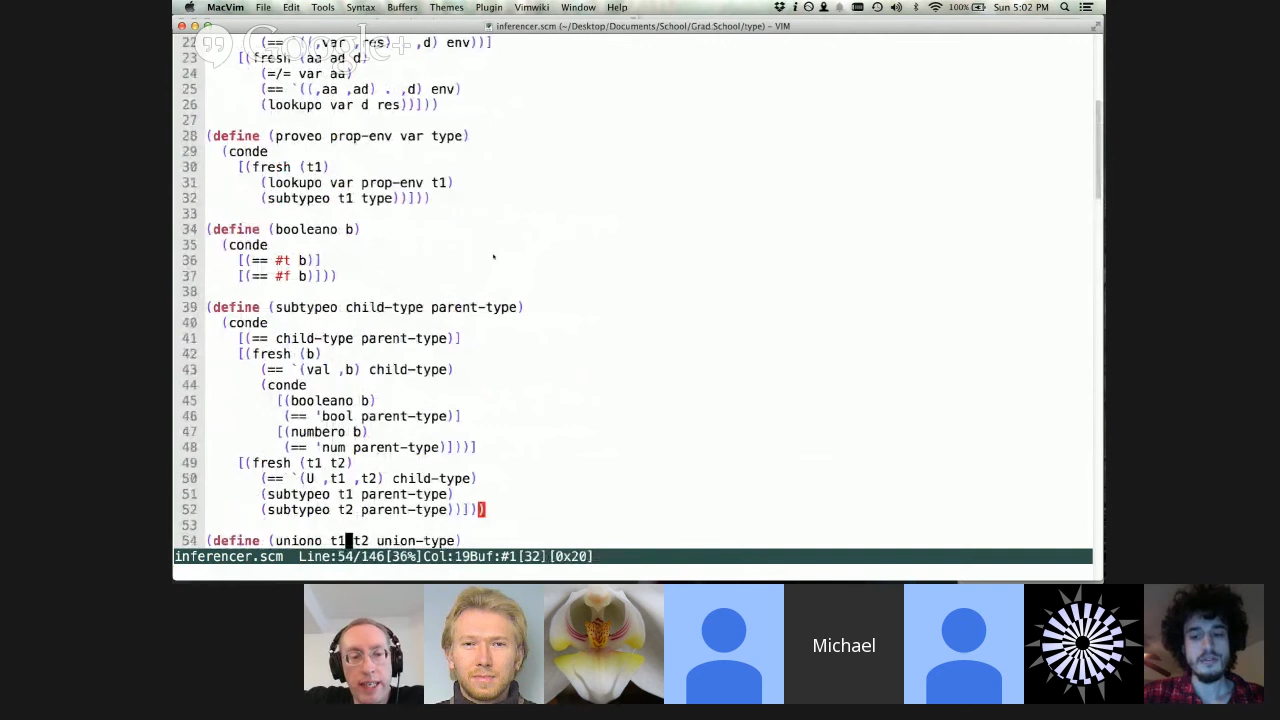 MacVim File Edit Tools Syntax Buffers Themes Plugin Vimwiki Window Help 100% Sun 5:02 PM
inferencer.scm (~/Desktop/Documents/School/Grad School/type) - VIM
Google+
22 (== `((,var ,res) . ,d) env))]
23 [(fresh (aa ad d)
24 (=/= var aa)
25 (== `((,aa ,ad) . ,d) env)
26 (lookupo var d res))]))
27
28 (define (proveo prop-env var type)
29 (conde
30 [(fresh (t1)
31 (lookupo var prop-env t1)
32 (subtypeo t1 type))]))
33
34 (define (booleano b)
35 (conde
36 [(== #t b)]
37 [(== #f b)]))
38
39 (define (subtypeo child-type parent-type)
40 (conde
41 [(== child-type parent-type)]
42 [(fresh (b)
43 (== `(val ,b) child-type)
44 (conde
45 [(booleano b)
46 (== 'bool parent-type)]
47 [(numbero b)
48 (== 'num parent-type)]))]
49 [(fresh (t1 t2)
50 (== `(U ,t1 ,t2) child-type)
51 (subtypeo t1 parent-type)
52 (subtypeo t2 parent-type))]))
53
54 (define (uniono t1 t2 union-type)
inferencer.scm Line:54/146[36%]Col:19Buf:#1[32][0x20]
Michael